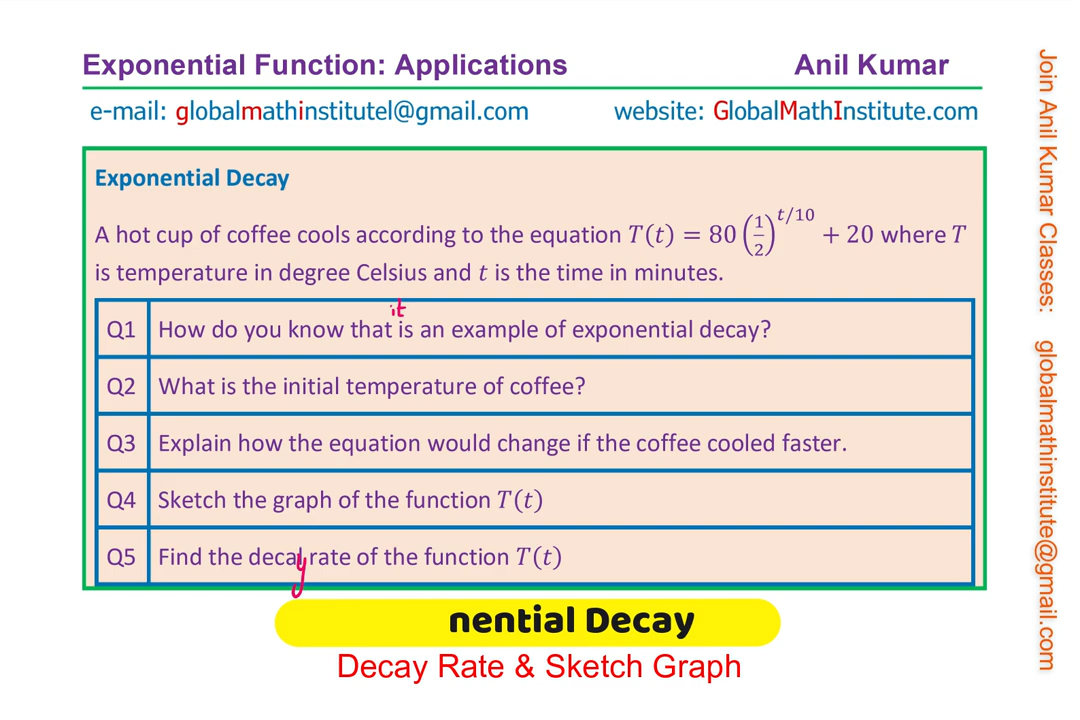 Exponential Function: Applications Anil Kumar
e-mail: globalmathinstitutel@gmail.com website: GlobalMathInstitute.com
Exponential Decay
A hot cup of coffee cools according to the equation T(t) = 80 (1/2)^{t/10} + 20 where T
is temperature in degree Celsius and t is the time in minutes.
it
Q1 How do you know that is an example of exponential decay?
Q2 What is the initial temperature of coffee?
Q3 Explain how the equation would change if the coffee cooled faster.
Q4 Sketch the graph of the function T(t)
Q5 Find the decay rate of the function T(t)
nential Decay
Decay Rate & Sketch Graph
Join Anil Kumar Classes: globalmathinstitute@gmail.com